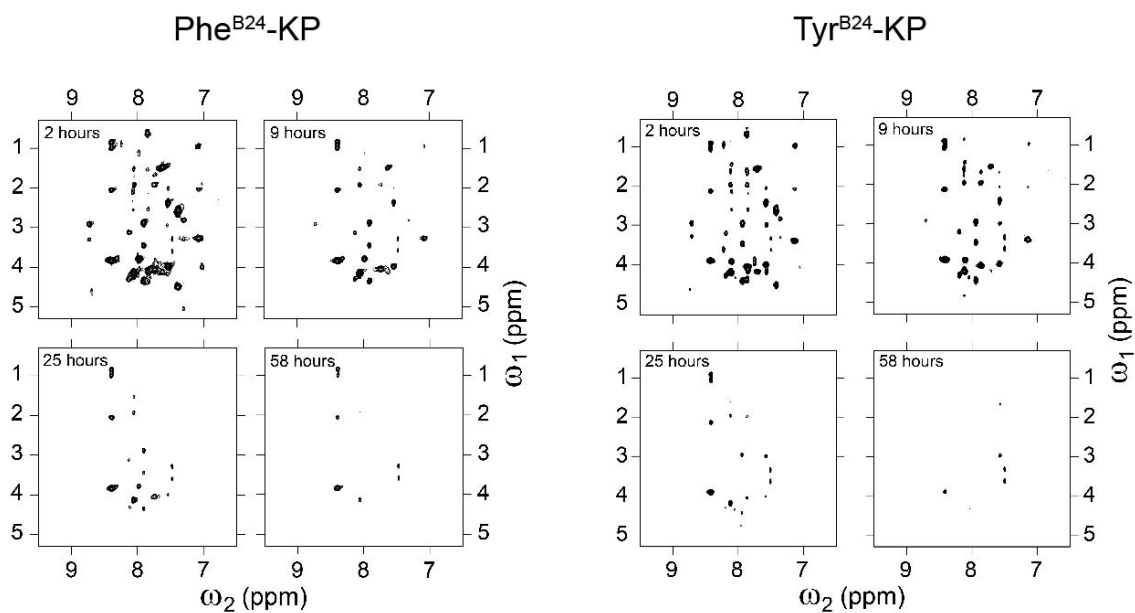 Phe^B24-KP
Tyr^B24-KP
9 8 7
9 8 7
9 8 7
9 8 7
2 hours
9 hours
2 hours
9 hours
1 2 3 4 5
1 2 3 4 5
1 2 3 4 5
1 2 3 4 5
25 hours
58 hours
25 hours
58 hours
1 2 3 4 5
1 2 3 4 5
1 2 3 4 5
1 2 3 4 5
ω1 (ppm)
ω1 (ppm)
9 8 7
9 8 7
9 8 7
9 8 7
ω2 (ppm)
ω2 (ppm)